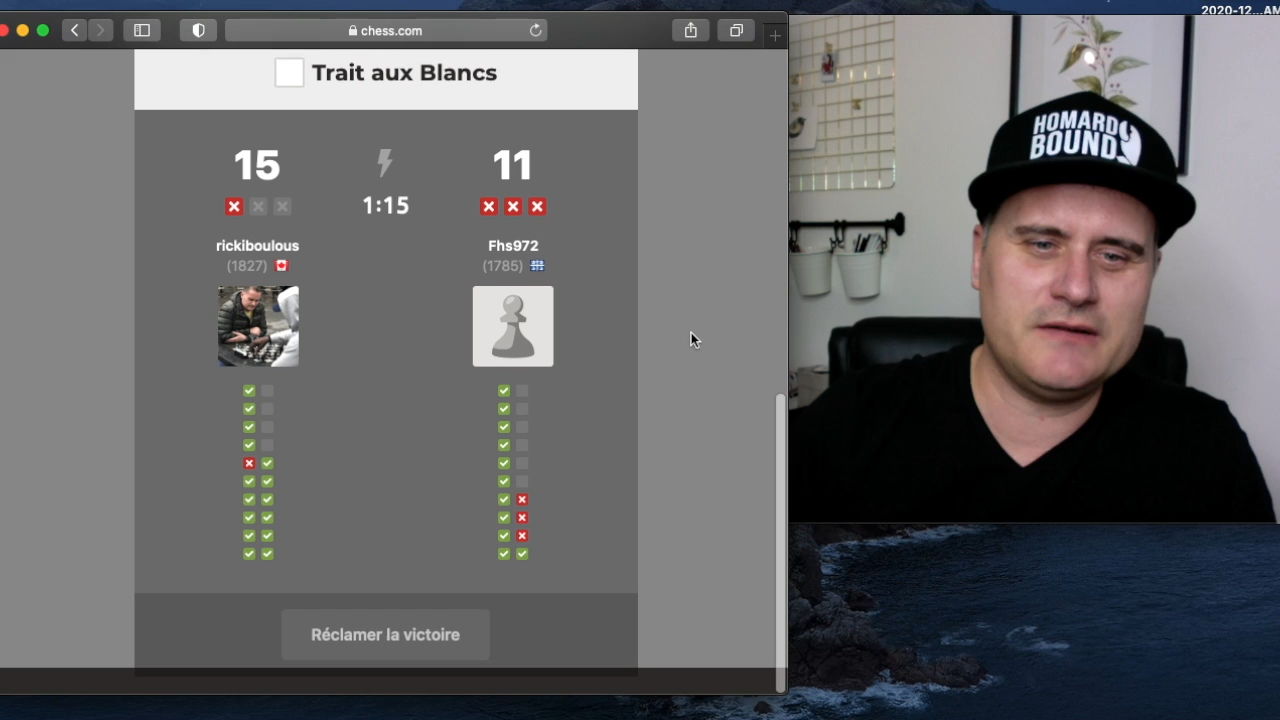 2020-12...AM
chess.com
Trait aux Blancs
15
11
1:15
rickiboulous
Fhs972
(1827)
(1785)
Réclamer la victoire
HOMARD
BOUND